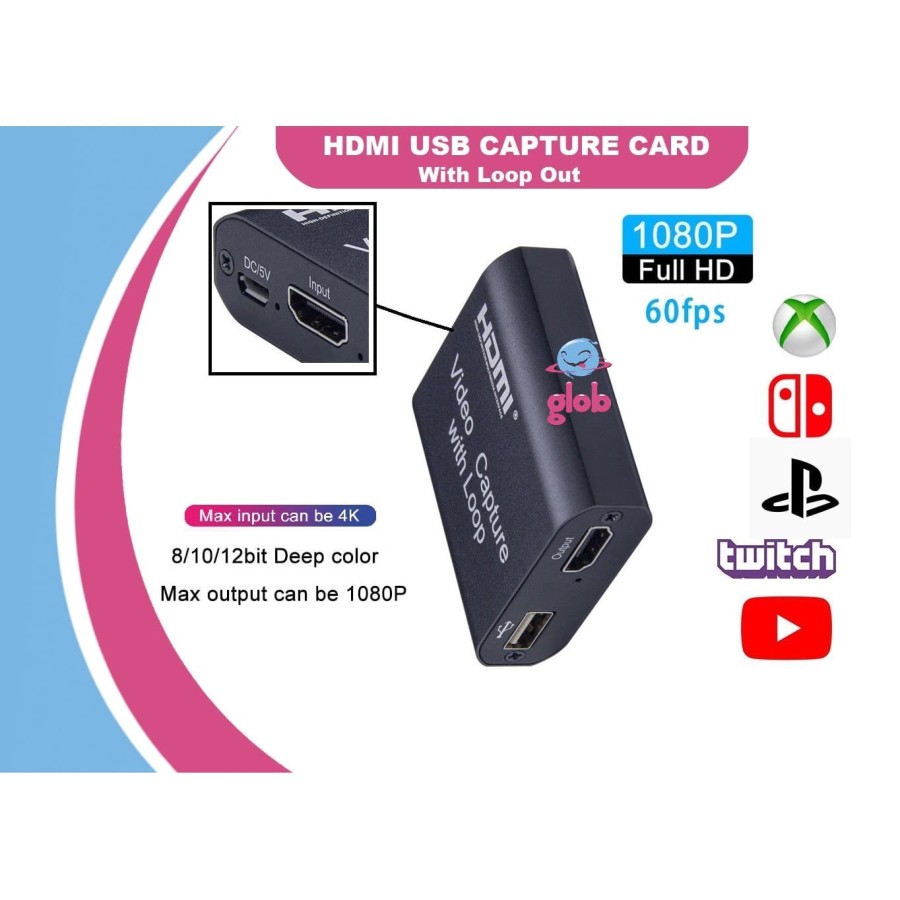 HDMI USB CAPTURE CARD
With Loop Out
1080P
Full HD
60fps
DC/5V
Input
HDMI
Video Capture
with Loop
glob
Output
Max input can be 4K
8/10/12bit Deep color
Max output can be 1080P
twitch